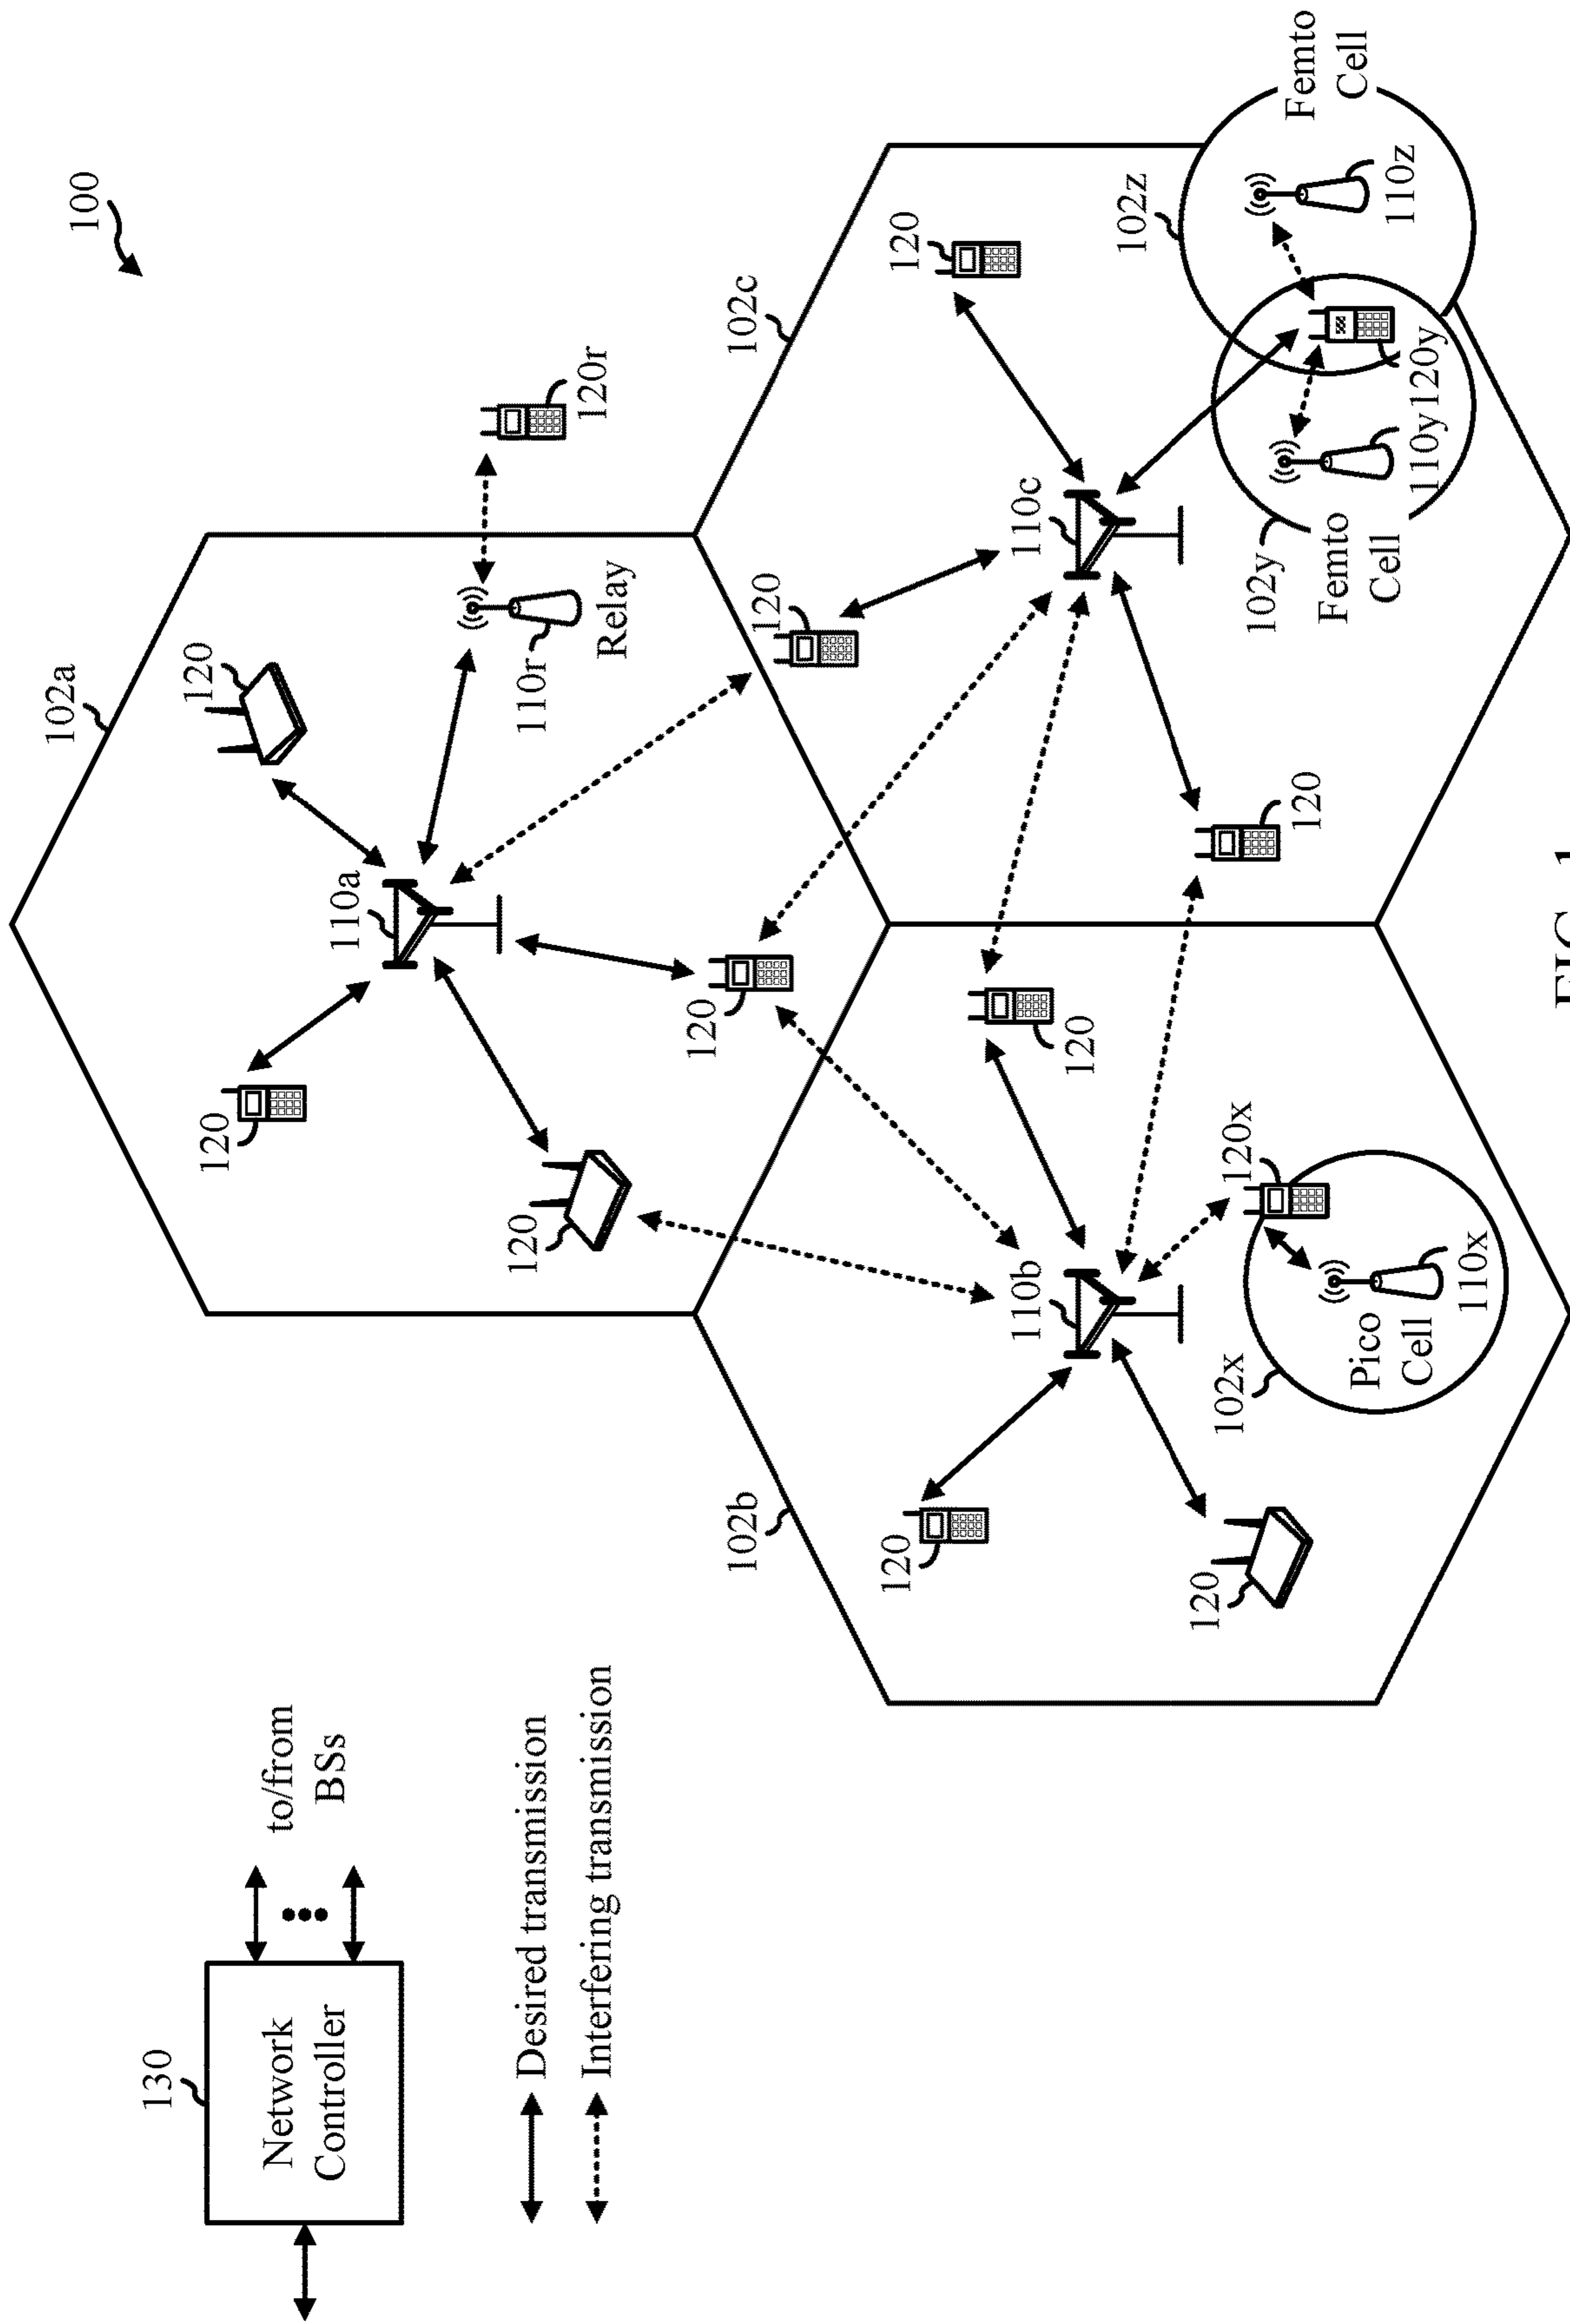 100
102a
130
120
120
Network
Controller
to/from
BSs
110a
Desired transmission
120
110r
120r
Interfering transmission
Relay
120
102b
102c
120
120
120
110b
110c
120
102z
120
102x
120x
102y
120
Femto
Cell
Femto
Cell
Pico
Cell
110z
110y
120y
110x
FIG. 1